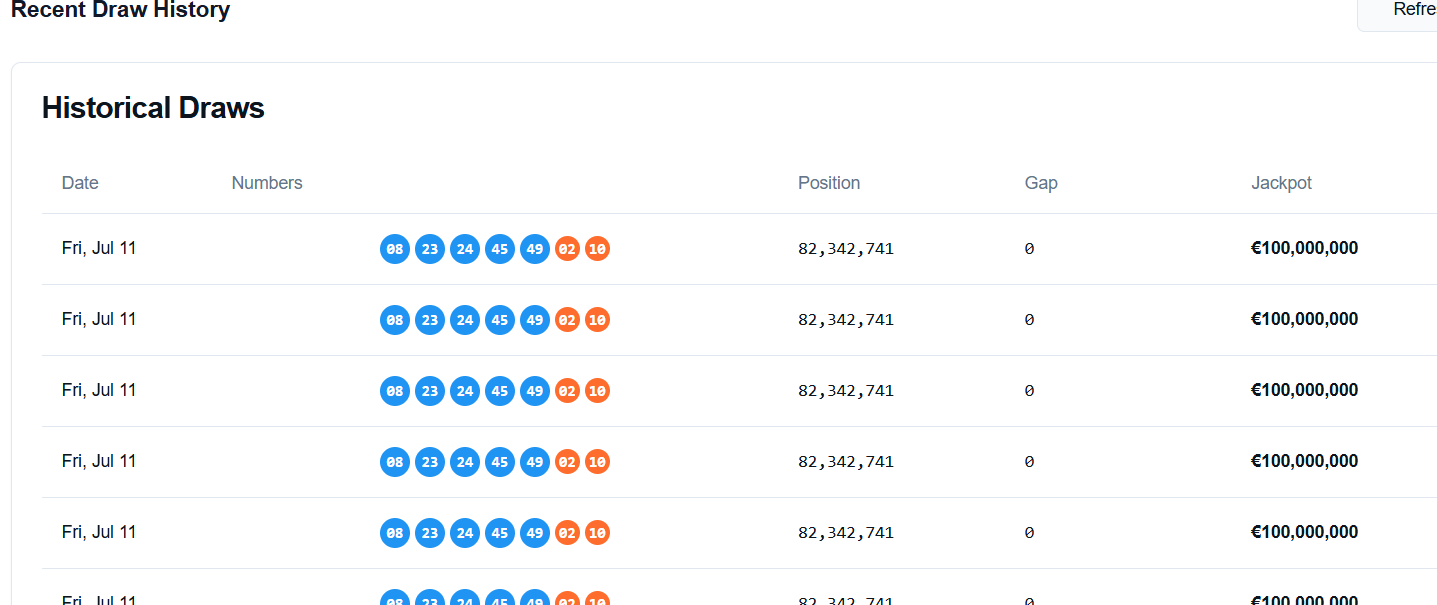 Recent Draw History
Refre
Historical Draws
Date Numbers Position Gap Jackpot
Fri, Jul 11 08 23 24 45 49 02 10 82,342,741 0 €100,000,000
Fri, Jul 11 08 23 24 45 49 02 10 82,342,741 0 €100,000,000
Fri, Jul 11 08 23 24 45 49 02 10 82,342,741 0 €100,000,000
Fri, Jul 11 08 23 24 45 49 02 10 82,342,741 0 €100,000,000
Fri, Jul 11 08 23 24 45 49 02 10 82,342,741 0 €100,000,000
Fri, Jul 11 08 23 24 45 49 02 10 82,342,741 0 €100,000,000